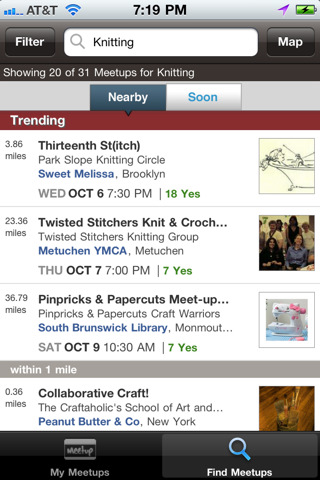 AT&T 7:19 PM
Filter Knitting Map
Showing 20 of 31 Meetups for Knitting
Nearby Soon
Trending
3.86 miles
Thirteenth St(itch)
Park Slope Knitting Circle
Sweet Melissa, Brooklyn
WED OCT 6 7:30 PM | 18 Yes
23.36 miles
Twisted Stitchers Knit & Croch...
Twisted Stitchers Knitting Group
Metuchen YMCA, Metuchen
THU OCT 7 7:00 PM | 7 Yes
36.79 miles
Pinpricks & Papercuts Meet-up...
Pinpricks & Papercuts Craft Warriors
South Brunswick Library, Monmout...
SAT OCT 9 10:30 AM | 7 Yes
within 1 mile
0.36 miles
Collaborative Craft!
The Craftaholic's School of Art and...
Peanut Butter & Co, New York
Meetup
My Meetups Find Meetups